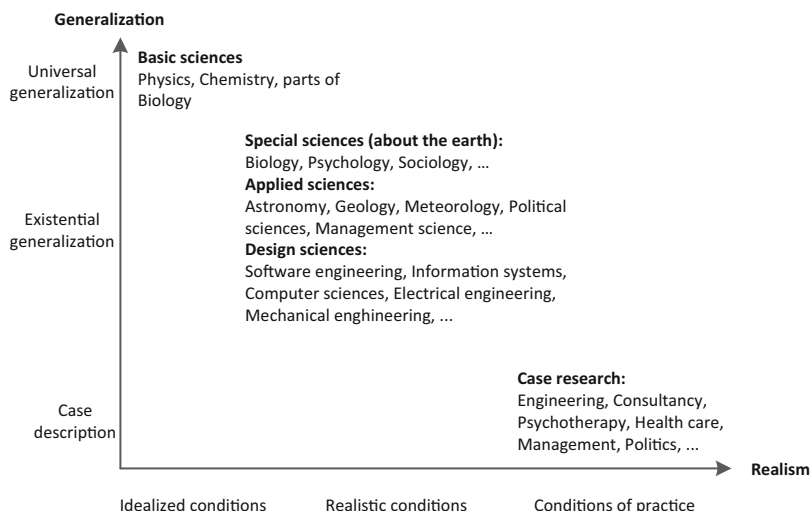 Generalization
Universal
generalization
Basic sciences
Physics, Chemistry, parts of
Biology
Existential
generalization
Special sciences (about the earth):
Biology, Psychology, Sociology, ...
Applied sciences:
Astronomy, Geology, Meteorology, Political
sciences, Management science, ...
Design sciences:
Software engineering, Information systems,
Computer sciences, Electrical engineering,
Mechanical enghineering, ...
Case
description
Case research:
Engineering, Consultancy,
Psychotherapy, Health care,
Management, Politics, ...
Realism
Idealized conditions
Realistic conditions
Conditions of practice